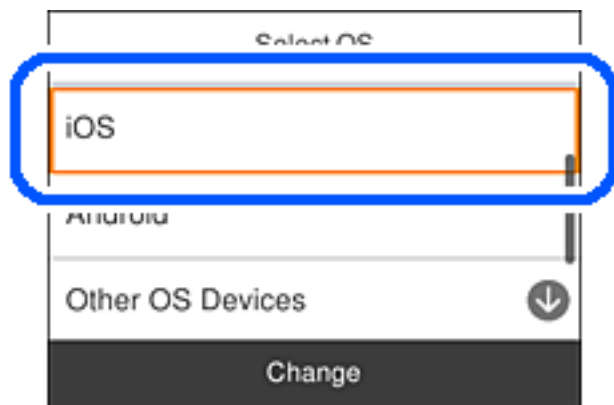 Select OS
iOS
Android
Other OS Devices
Change